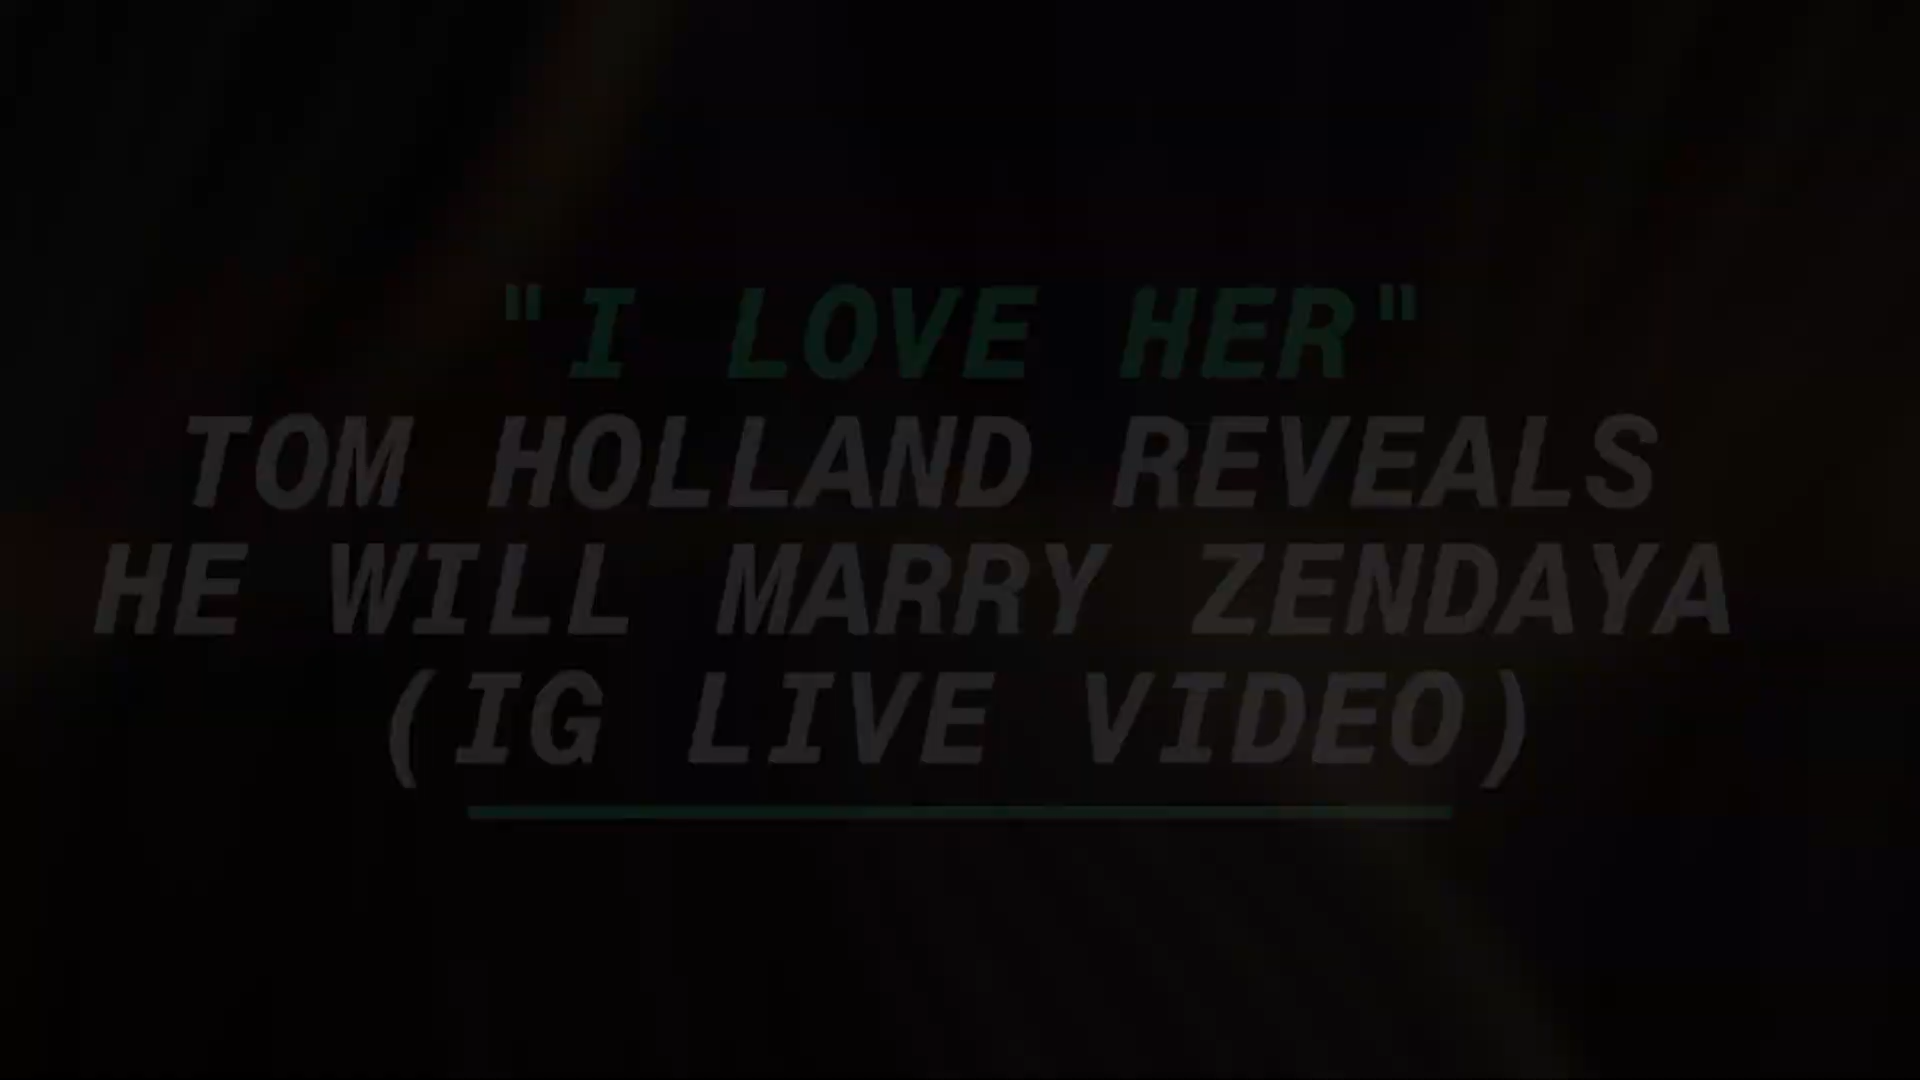 "I LOVE HER"
TOM HOLLAND REVEALS
HE WILL MARRY ZENDAYA
(IG LIVE VIDEO)